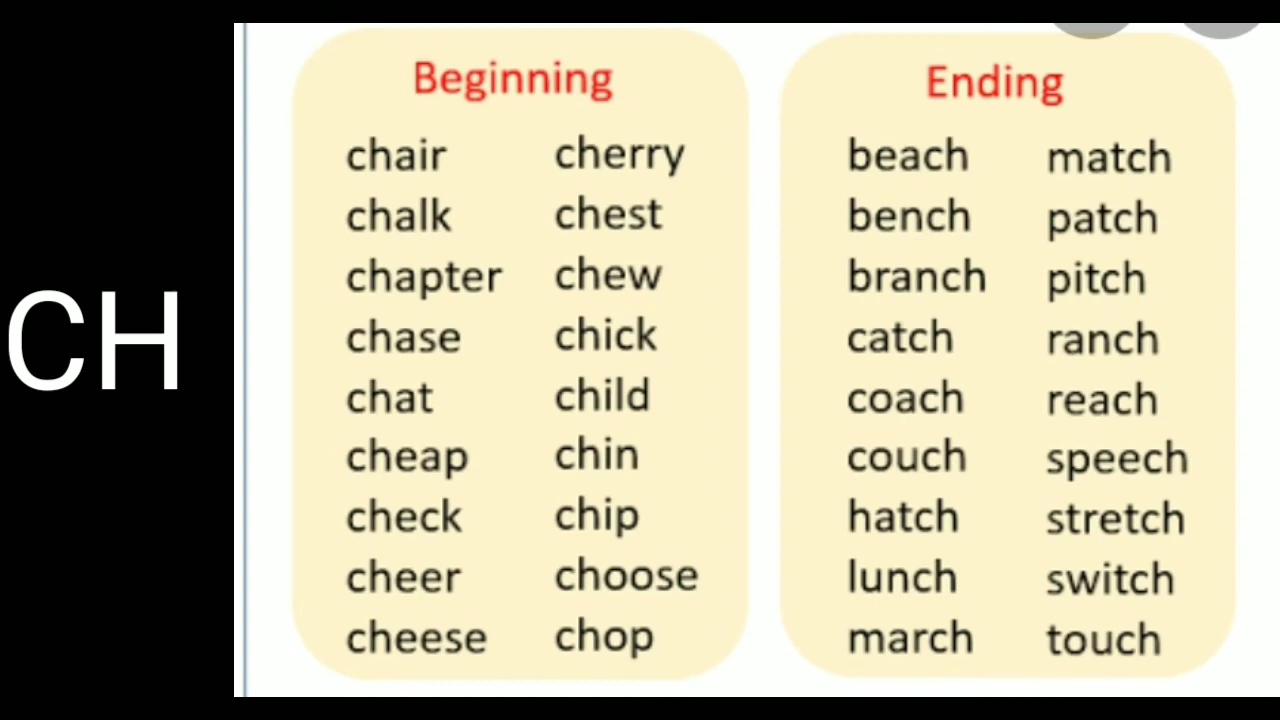 CH
Beginning
chair cherry
chalk chest
chapter chew
chase chick
chat child
cheap chin
check chip
cheer choose
cheese chop
Ending
beach match
bench patch
branch pitch
catch ranch
coach reach
couch speech
hatch stretch
lunch switch
march touch